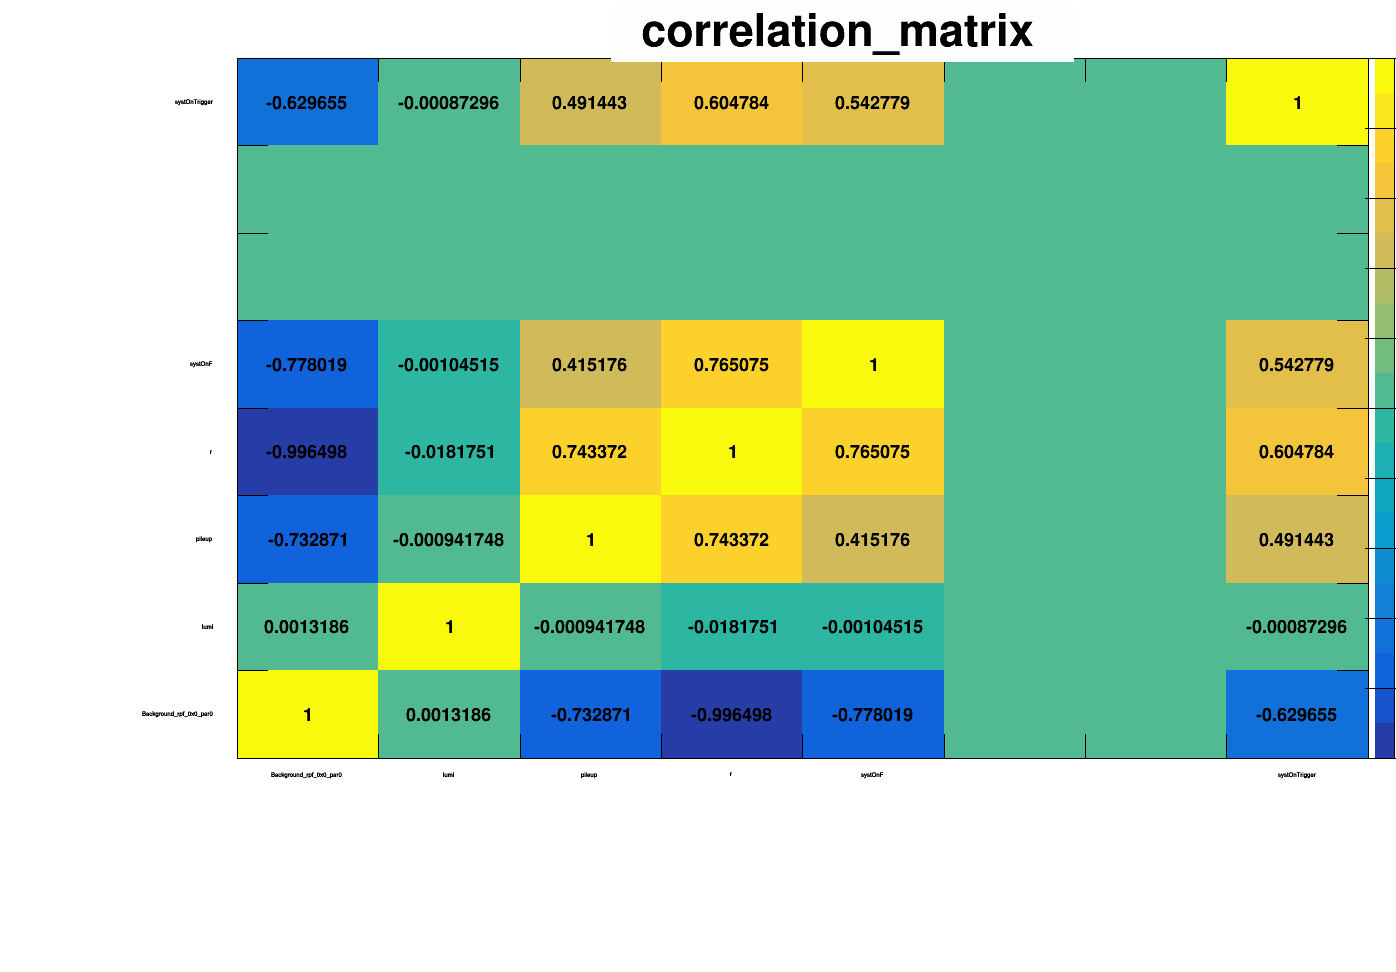 correlation_matrix
systOnTrigger -0.629655 -0.00087296 0.491443 0.604784 0.542779 1
systOnF -0.778019 -0.00104515 0.415176 0.765075 1 0.542779
r -0.996498 -0.0181751 0.743372 1 0.765075 0.604784
pileup -0.732871 -0.000941748 1 0.743372 0.415176 0.491443
lumi 0.0013186 1 -0.000941748 -0.0181751 -0.00104515 -0.00087296
Background_rpf_0x0_par0 1 0.0013186 -0.732871 -0.996498 -0.778019 -0.629655
Background_rpf_0x0_par0 lumi pileup r systOnF systOnTrigger